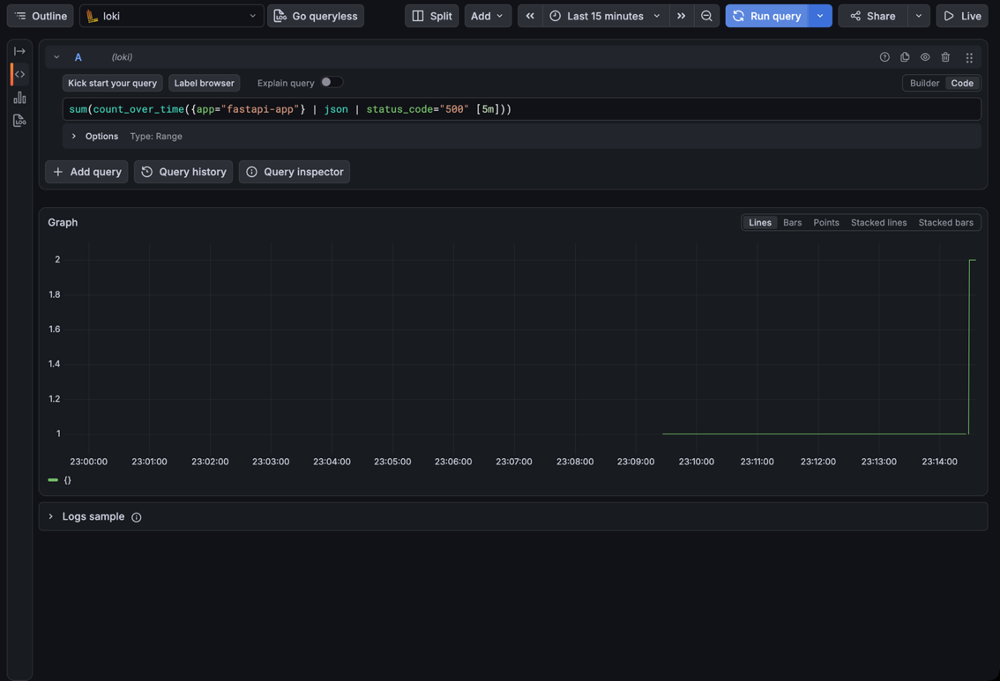 Outline loki Go queryless Split Add Last 15 minutes Run query Share Live
A (loki)
Kick start your query Label browser Explain query Builder Code
sum(count_over_time({app="fastapi-app"} | json | status_code="500" [5m]))
Options Type: Range
Add query Query history Query inspector
Graph Lines Bars Points Stacked lines Stacked bars
2
1.8
1.6
1.4
1.2
1
23:00:00 23:01:00 23:02:00 23:03:00 23:04:00 23:05:00 23:06:00 23:07:00 23:08:00 23:09:00 23:10:00 23:11:00 23:12:00 23:13:00 23:14:00
{}
Logs sample